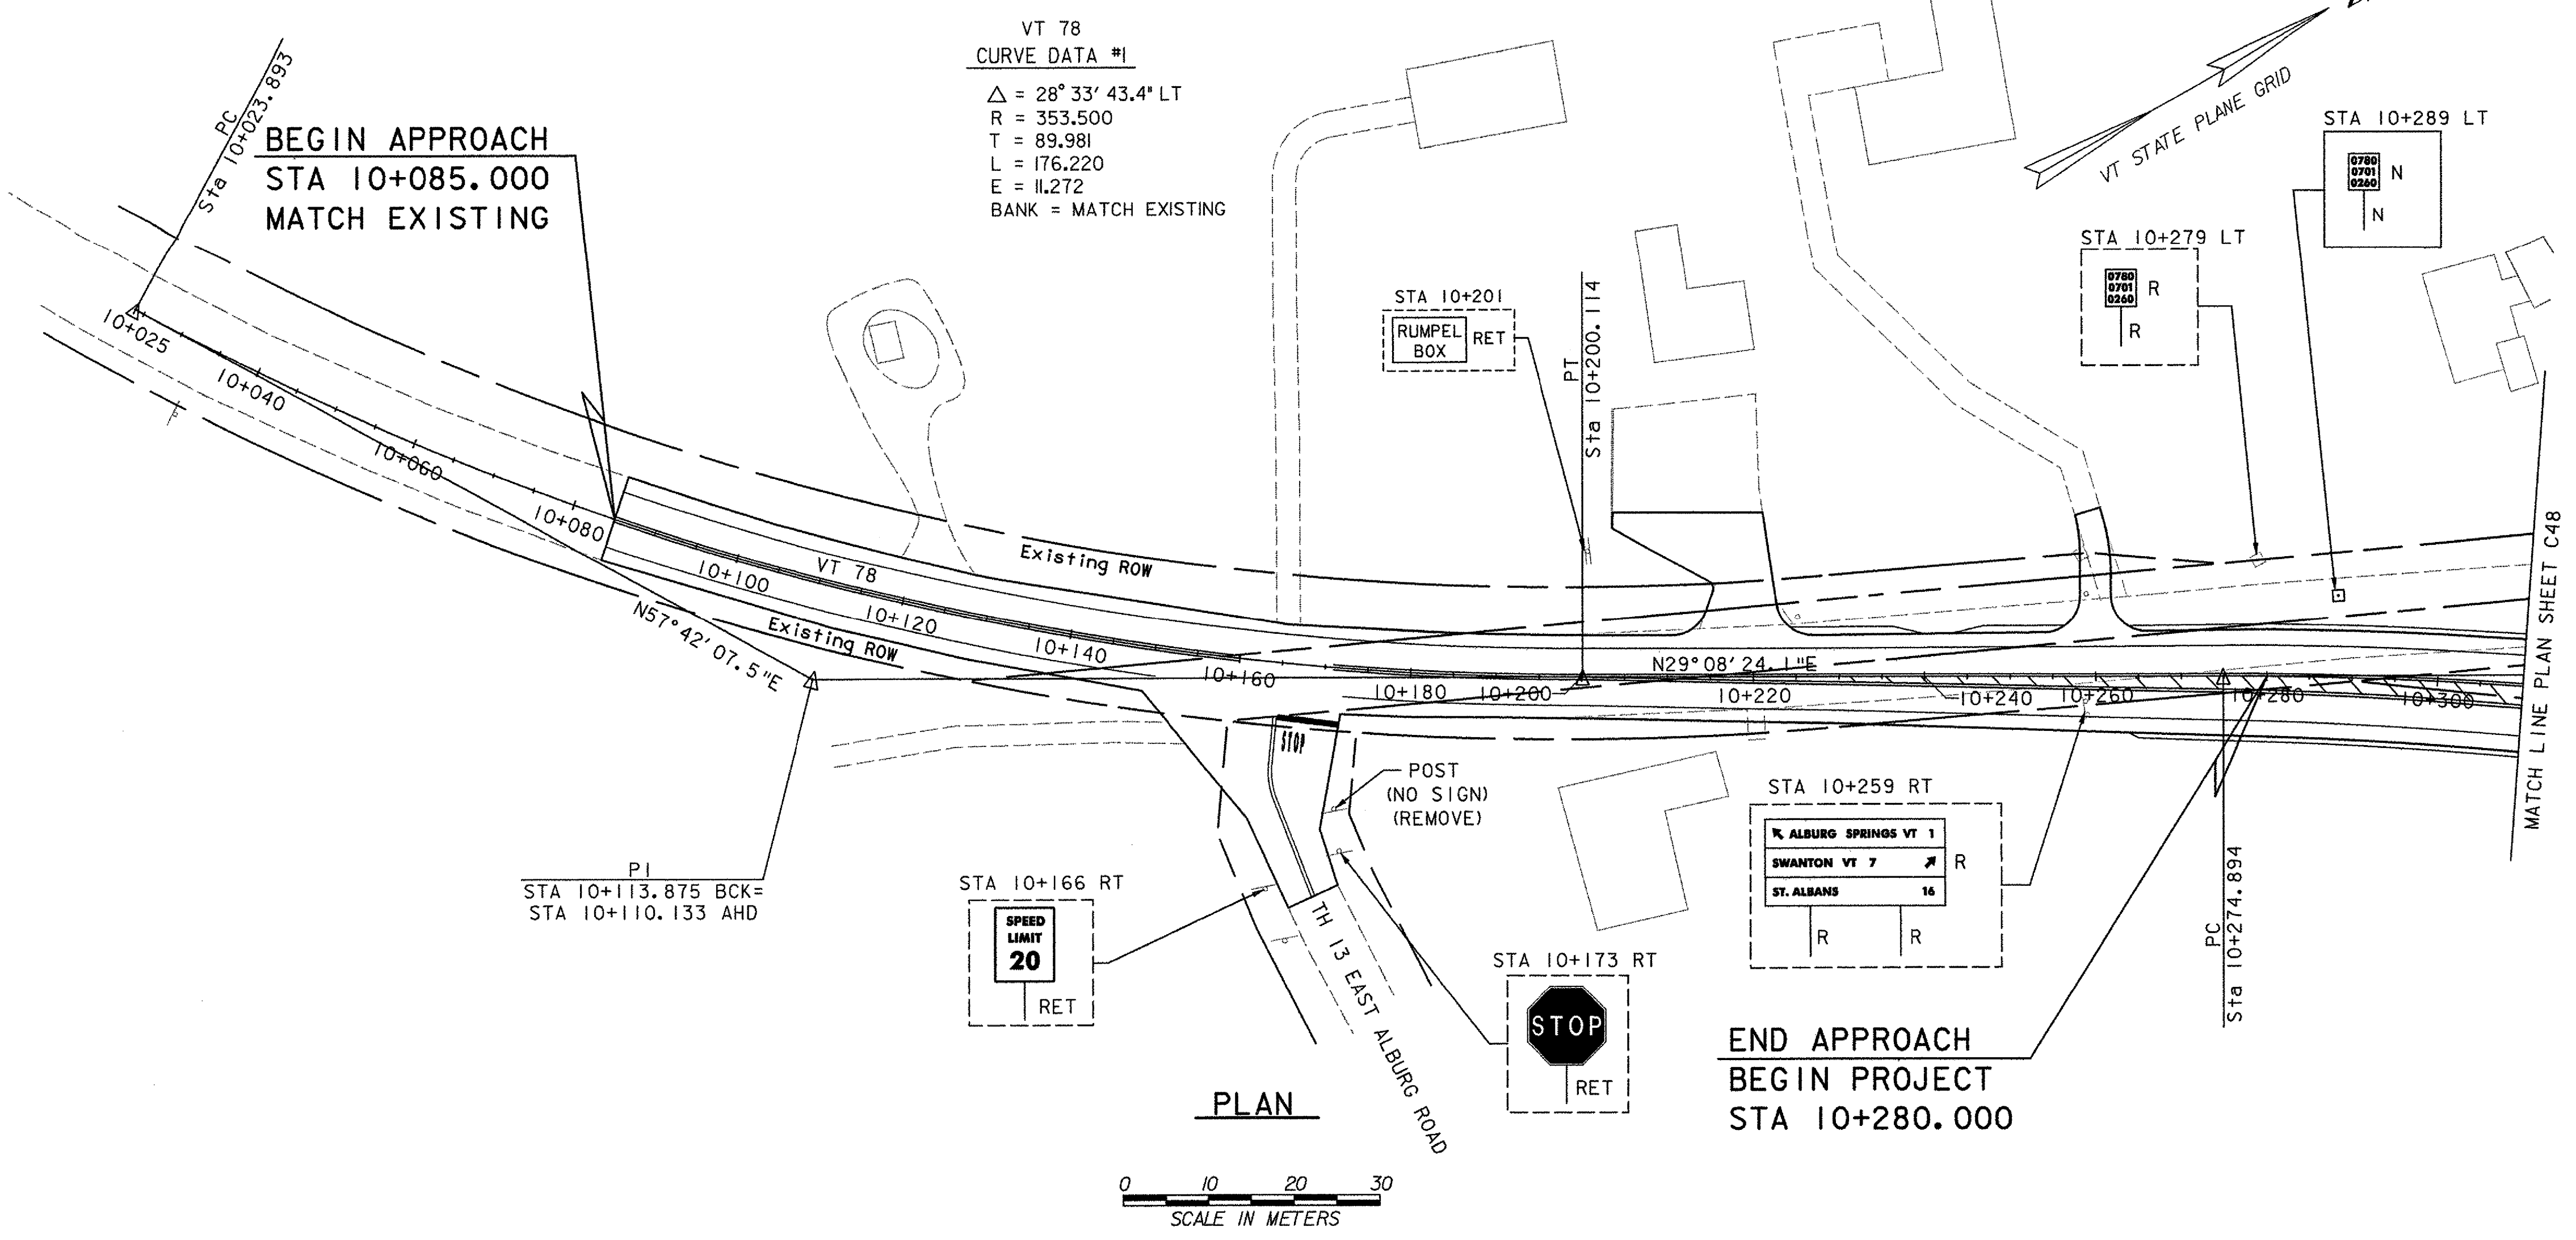 VT 78
CURVE DATA #1
△ = 28° 33' 43.4" LT
R = 353.500
T = 89.981
L = 176.220
E = 11.272
BANK = MATCH EXISTING
PC
Sta 10+023.893
BEGIN APPROACH
STA 10+085.000
MATCH EXISTING
VT STATE PLANE GRID
STA 10+289 LT
0780
0701
0260
N
N
STA 10+279 LT
0780
0701
0260
R
R
STA 10+201
RUMPEL
BOX
RET
PT
Sta 10+200.114
10+025
10+040
10+060
10+080
10+100
10+120
10+140
10+160
10+180
10+200
10+220
10+240
10+260
10+280
10+300
VT 78
Existing ROW
Existing ROW
N57°42'07.5"E
N29°08'24.1"E
MATCH LINE PLAN SHEET C48
STOP
POST
(NO SIGN)
(REMOVE)
PI
STA 10+113.875 BCK=
STA 10+110.133 AHD
STA 10+166 RT
SPEED
LIMIT
20
RET
TH 13 EAST ALBURG ROAD
STA 10+173 RT
STOP
RET
STA 10+259 RT
↖ ALBURG SPRINGS VT 1
SWANTON VT 7 ↗
ST. ALBANS 16
R
R
R
PC
Sta 10+274.894
END APPROACH
BEGIN PROJECT
STA 10+280.000
PLAN
0 10 20 30
SCALE IN METERS